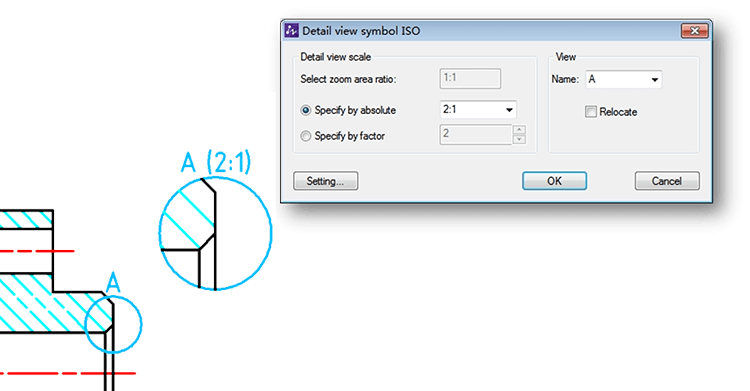 Detail view symbol ISO
Detail view scale
Select zoom area ratio: 1:1
Specify by absolute 2:1
Specify by factor 2
View
Name: A
Relocate
Setting... OK Cancel
A (2:1)
A